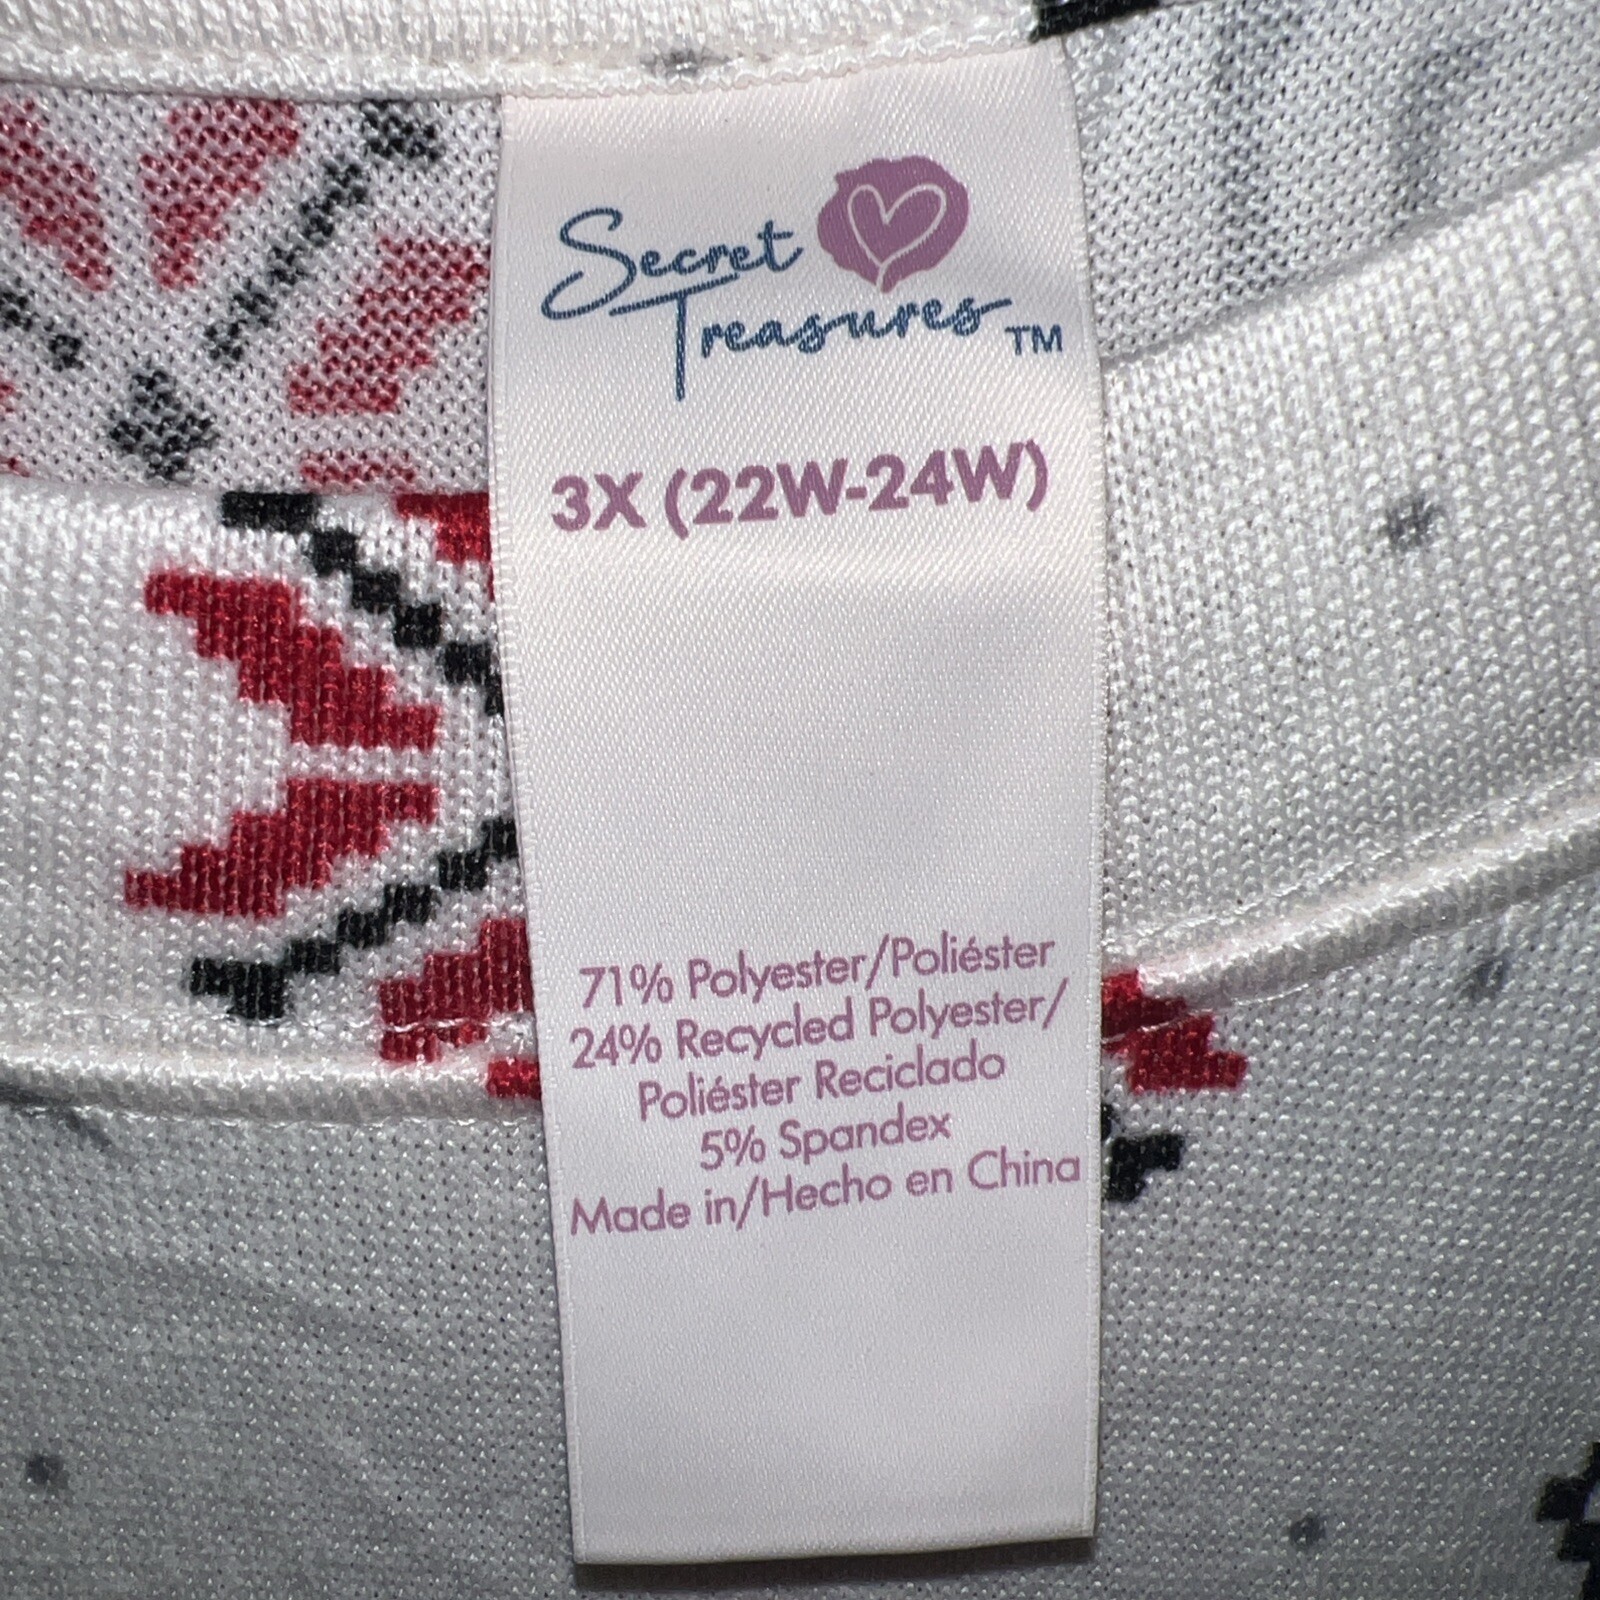 Secret
Treasures TM
3X (22W-24W)
71% Polyester/Poliéster
24% Recycled Polyester/
Poliéster Reciclado
5% Spandex
Made in/Hecho en China